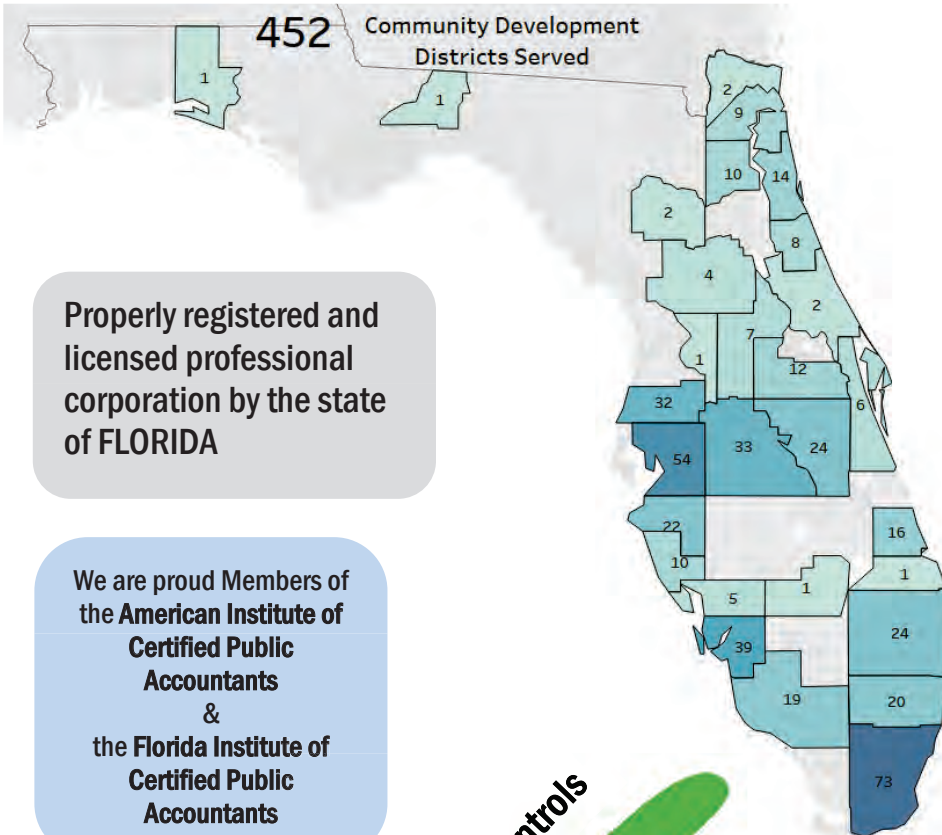 452
Community Development
Districts Served
1
1
2
9
10
14
2
8
4
2
7
1
12
32
6
54
33
24
22
16
10
1
5
1
39
24
19
20
73
Properly registered and
licensed professional
corporation by the state
of FLORIDA
We are proud Members of
the American Institute of
Certified Public
Accountants
&
the Florida Institute of
Certified Public
Accountants
ntrols